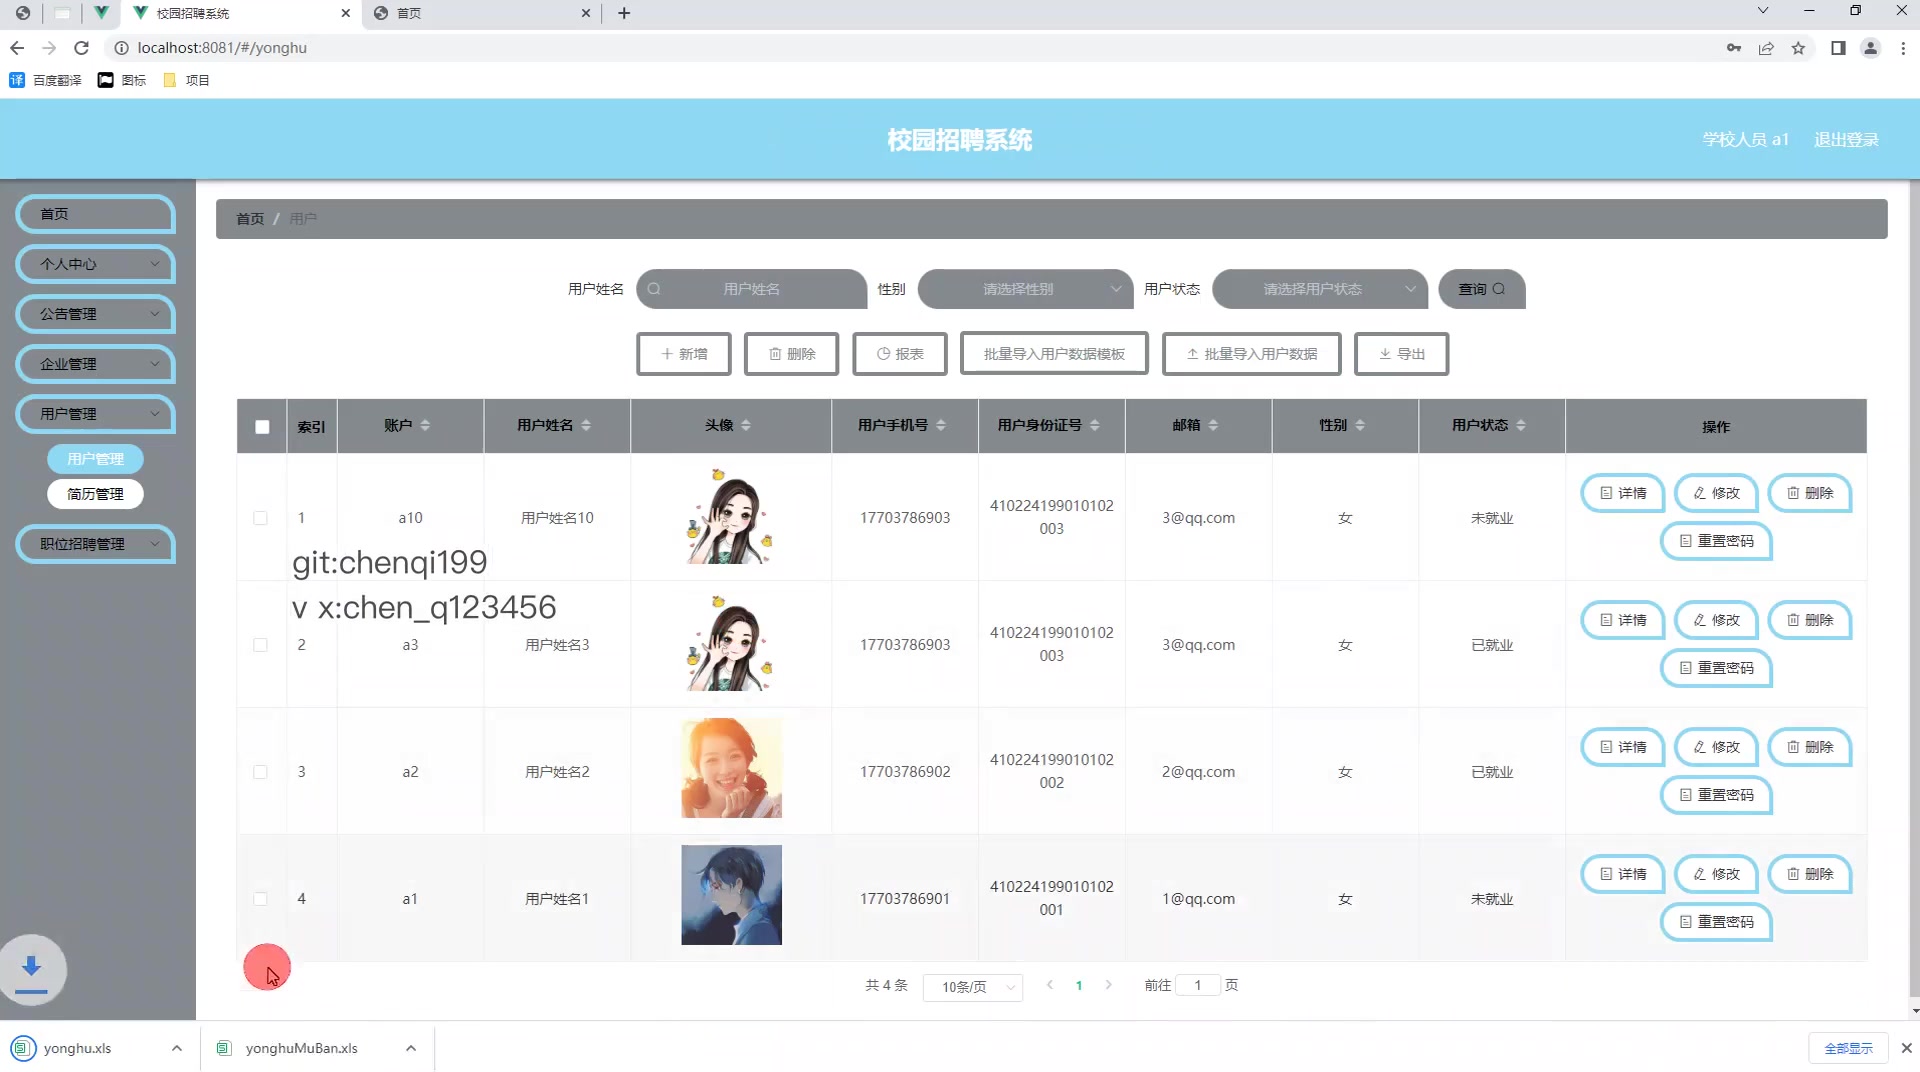 校园招聘系统
首页
localhost:8081/#/yonghu
百度翻译
图标
项目
校园招聘系统
学校人员 a1
退出登录
首页
个人中心
公告管理
企业管理
用户管理
用户管理
简历管理
职位招聘管理
首页 / 用户
用户姓名 用户姓名 性别 请选择性别 用户状态 请选择用户状态 查询
新增 删除 报表 批量导入用户数据模板 批量导入用户数据 导出
索引 账户 用户姓名 头像 用户手机号 用户身份证号 邮箱 性别 用户状态 操作
1 a10 用户姓名10 17703786903 410224199010102003 3@qq.com 女 未就业 详情 修改 删除
重置密码
git:chenqi199
v x:chen_q123456
2 a3 用户姓名3 17703786903 410224199010102003 3@qq.com 女 已就业 详情 修改 删除
重置密码
3 a2 用户姓名2 17703786902 410224199010102002 2@qq.com 女 已就业 详情 修改 删除
重置密码
4 a1 用户姓名1 17703786901 410224199010102001 1@qq.com 女 未就业 详情 修改 删除
重置密码
共 4 条 10条/页 1 前往 1 页
yonghu.xls
yonghuMuBan.xls
全部显示